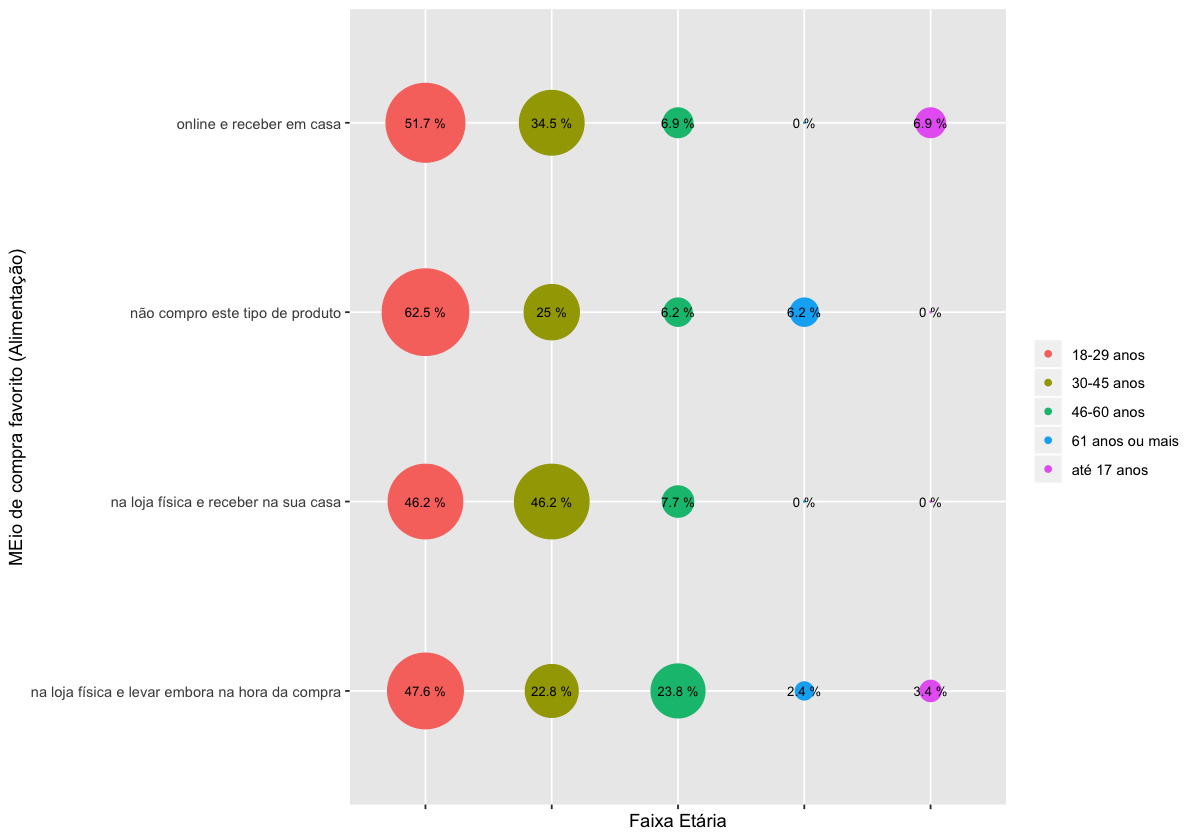 MEio de compra favorito (Alimentação)
online e receber em casa
51.7 %
34.5 %
6.9 %
0 %
6.9 %
não compro este tipo de produto
62.5 %
25 %
6.2 %
6.2 %
0 %
na loja física e receber na sua casa
46.2 %
46.2 %
7.7 %
0 %
0 %
na loja física e levar embora na hora da compra
47.6 %
22.8 %
23.8 %
2.4 %
3.4 %
Faixa Etária
18-29 anos
30-45 anos
46-60 anos
61 anos ou mais
até 17 anos